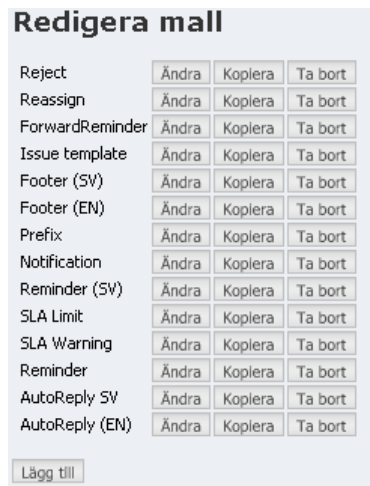 Redigera mall
Reject Ändra Kopiera Ta bort
Reassign Ändra Kopiera Ta bort
ForwardReminder Ändra Kopiera Ta bort
Issue template Ändra Kopiera Ta bort
Footer (SV) Ändra Kopiera Ta bort
Footer (EN) Ändra Kopiera Ta bort
Prefix Ändra Kopiera Ta bort
Notification Ändra Kopiera Ta bort
Reminder (SV) Ändra Kopiera Ta bort
SLA Limit Ändra Kopiera Ta bort
SLA Warning Ändra Kopiera Ta bort
Reminder Ändra Kopiera Ta bort
AutoReply SV Ändra Kopiera Ta bort
AutoReply (EN) Ändra Kopiera Ta bort
Lägg till